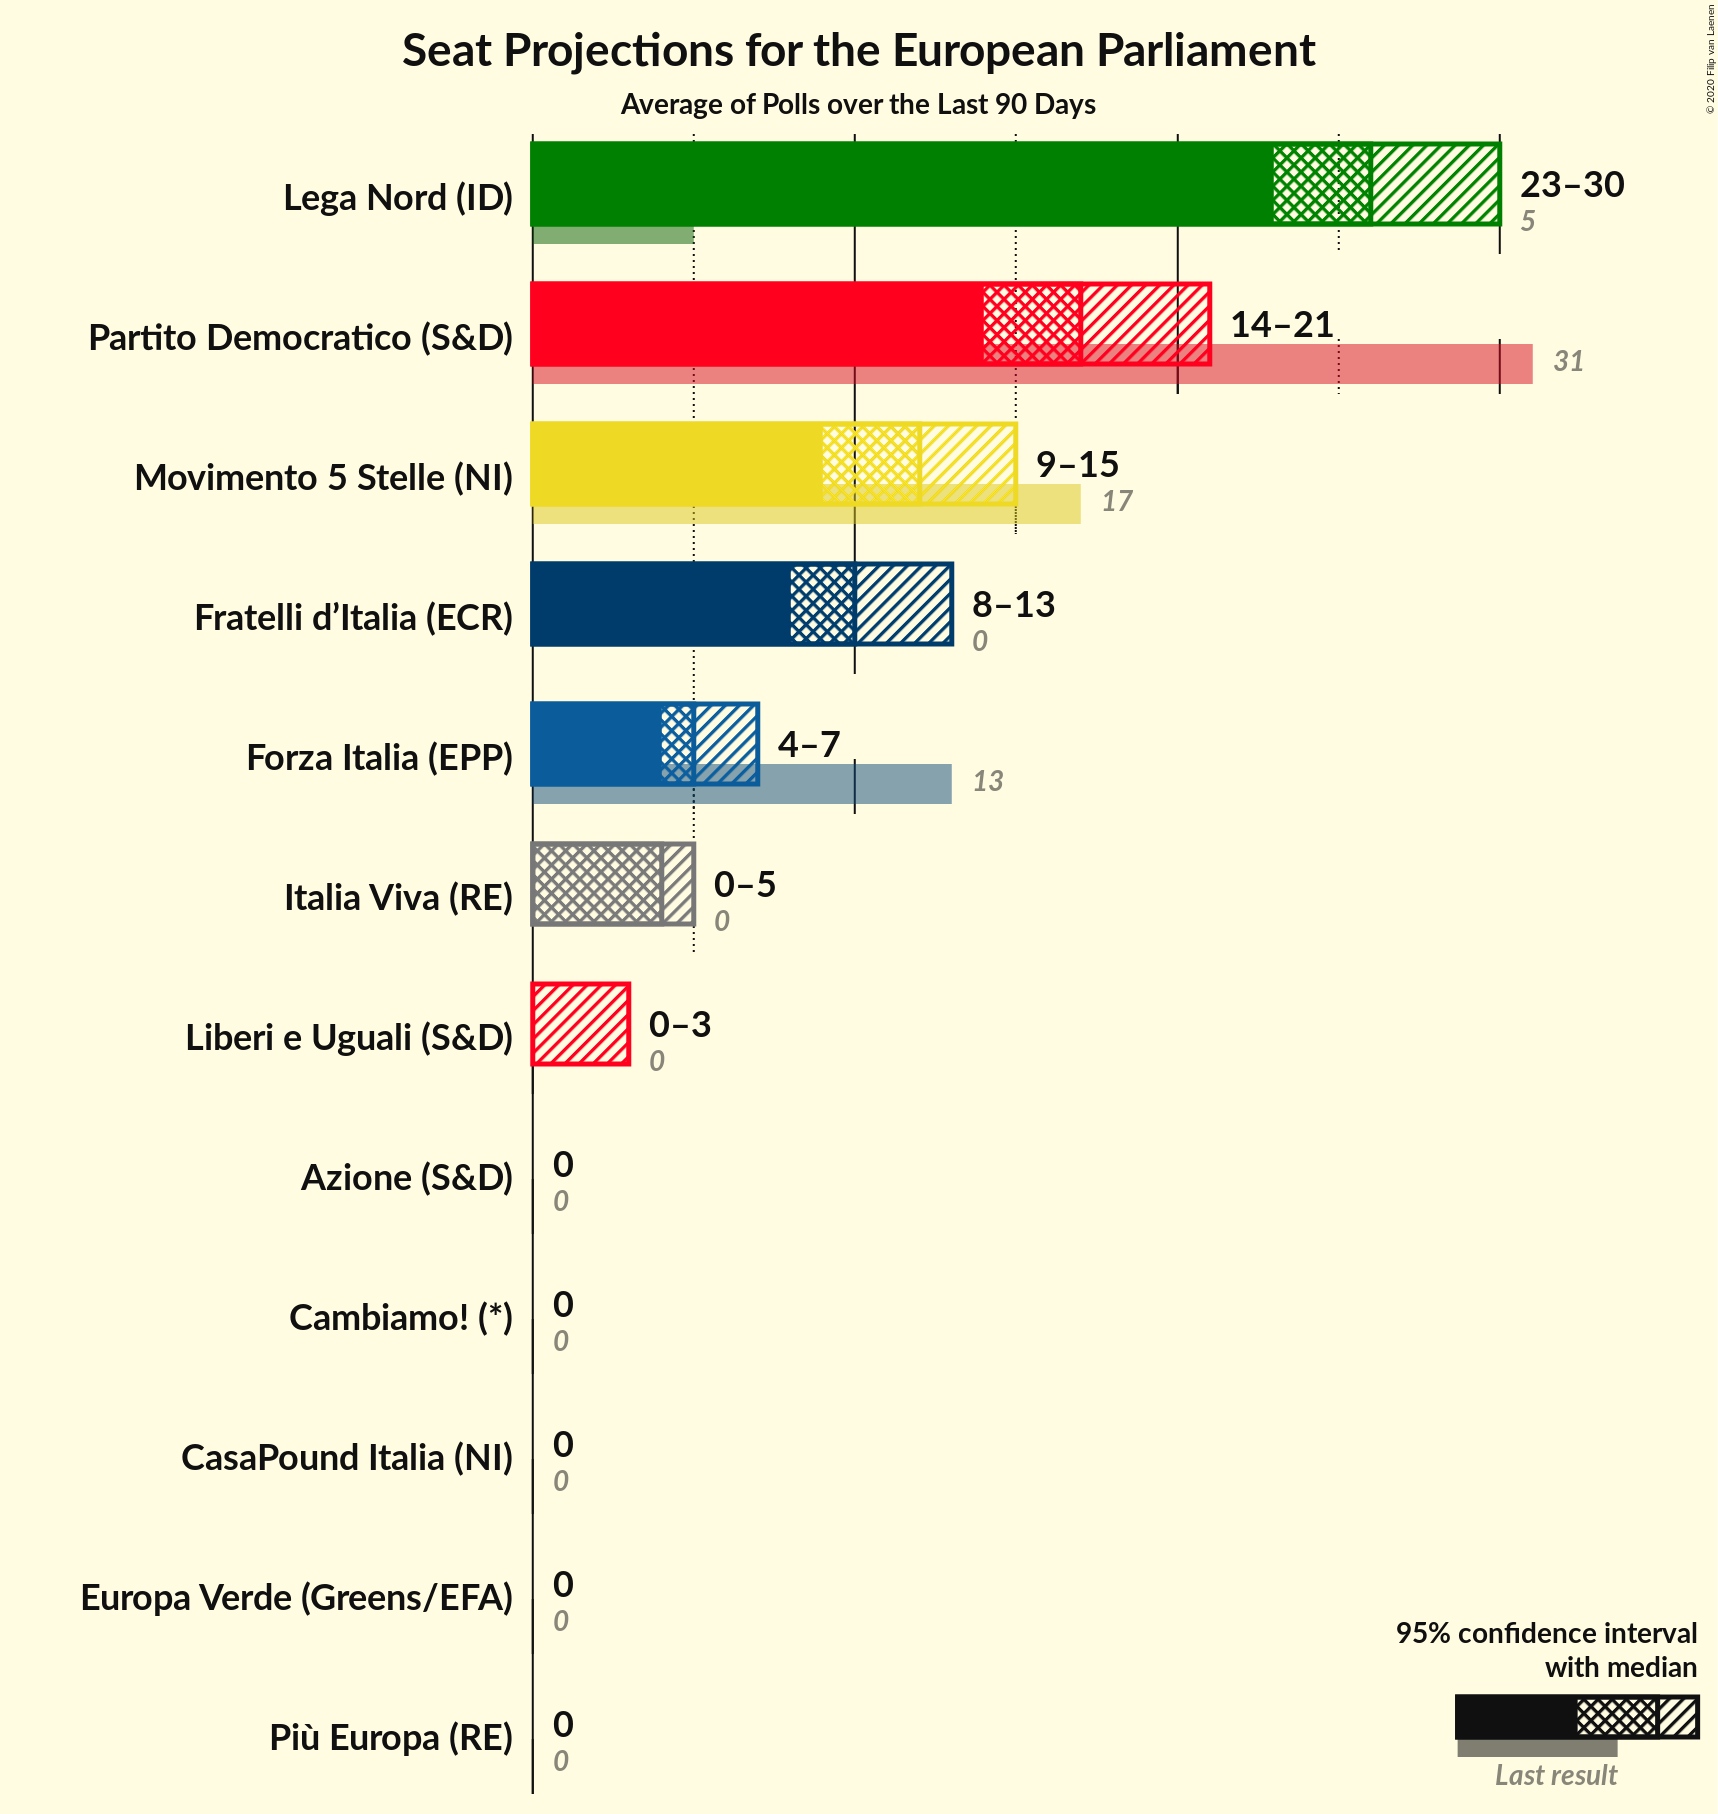 Seat Projections for the European Parliament
Average of Polls over the Last 90 Days
© 2020 Filip van Laenen
Lega Nord (ID)
23–30
5
Partito Democratico (S&D)
14–21
31
Movimento 5 Stelle (NI)
9–15
17
Fratelli d’Italia (ECR)
8–13
0
Forza Italia (EPP)
4–7
13
Italia Viva (RE)
0–5
0
Liberi e Uguali (S&D)
0–3
0
Azione (S&D)
0
0
Cambiamo! (*)
0
0
CasaPound Italia (NI)
0
0
Europa Verde (Greens/EFA)
0
0
Più Europa (RE)
0
0
95% confidence interval
with median
Last result